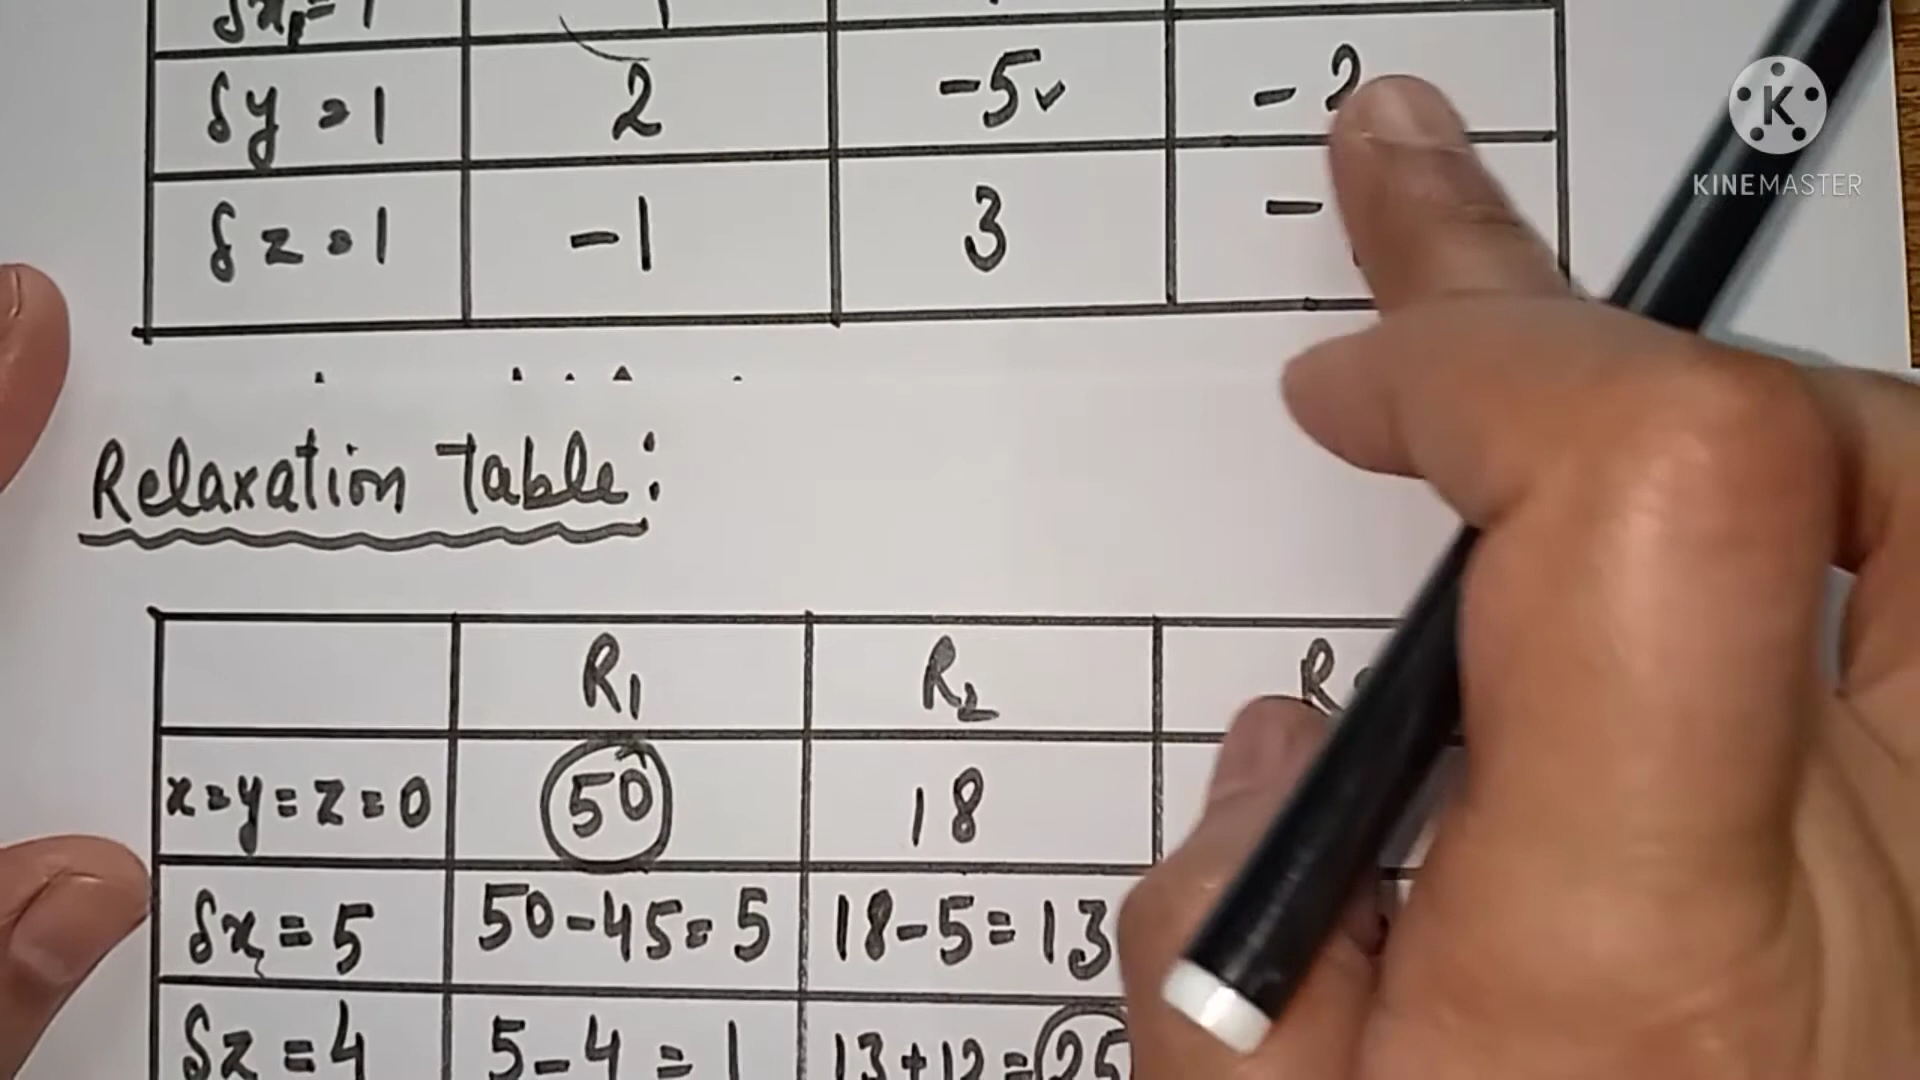 δy = 1 2 -5✓ -2
δz = 1 -1 3 -
Relaxation Table:
R1 R2
x=y=z=0 50 18
δx = 5 50-45=5 18-5=13
δz = 4 5-4=1 13+12=25
K
KINEMASTER